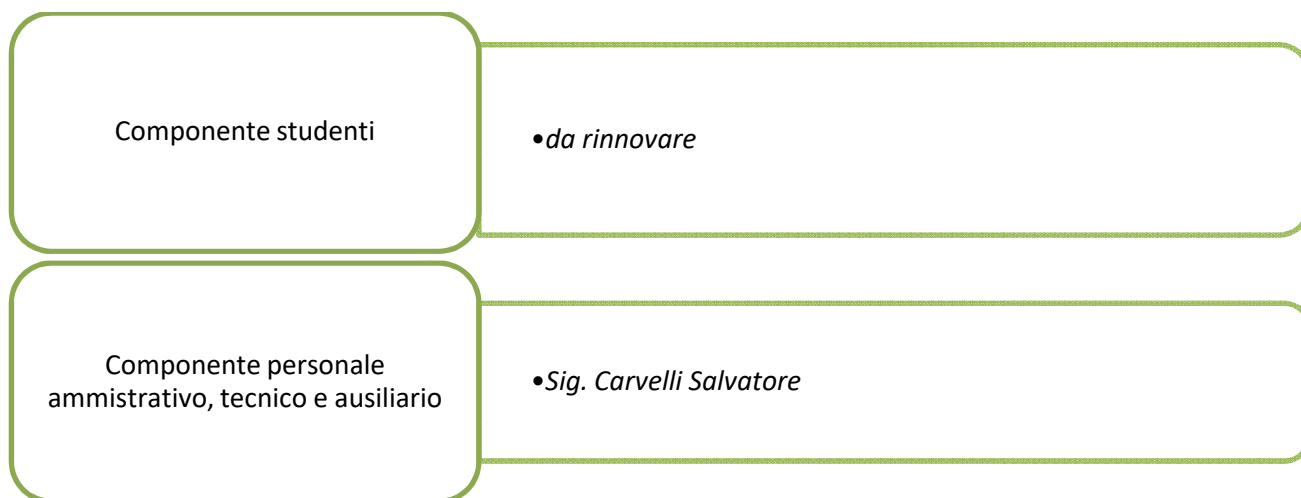 Componente studenti
•da rinnovare
Componente personale
ammistrativo, tecnico e ausiliario
•Sig. Carvelli Salvatore